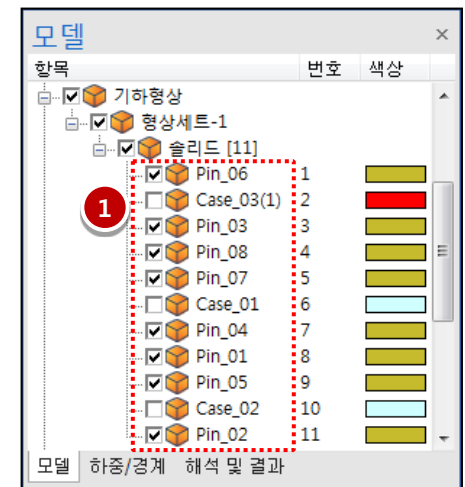 모델 ×
항목 번호 색상
기하형상
형상세트-1
솔리드 [11]
Pin_06 1
Case_03(1) 2
Pin_03 3
Pin_08 4
Pin_07 5
Case_01 6
Pin_04 7
Pin_01 8
Pin_05 9
Case_02 10
Pin_02 11
1
모델 하중/경계 해석 및 결과